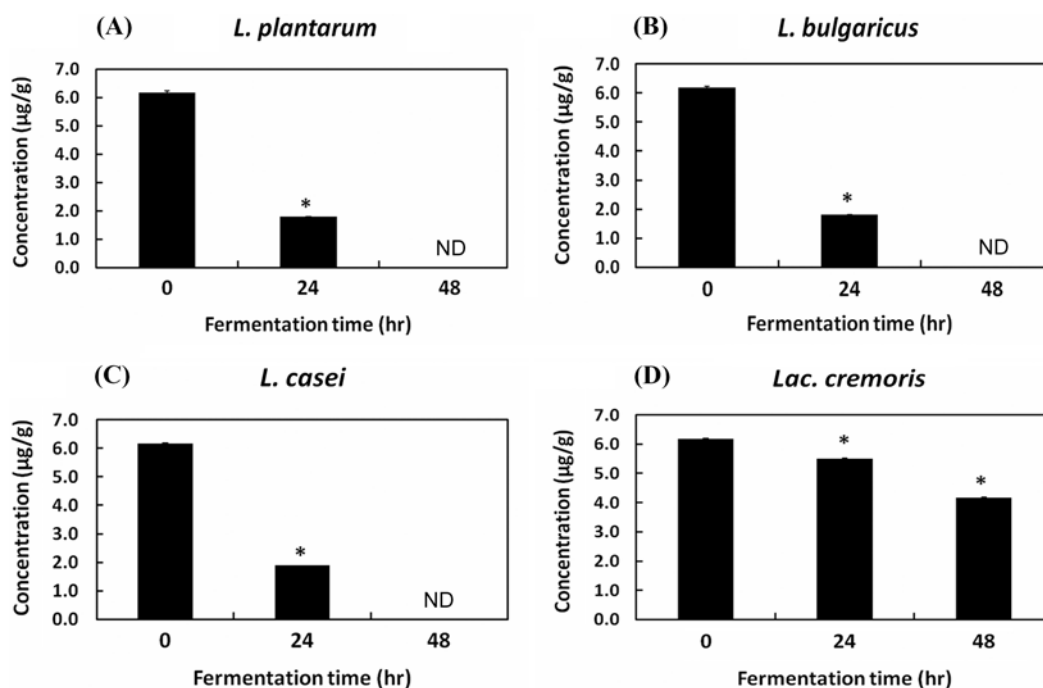 (A) L. plantarum
Concentration (µg/g)
7.0
6.0
5.0
4.0
3.0
2.0
1.0
0.0
*
ND
0 24 48
Fermentation time (hr)
(B) L. bulgaricus
Concentration (µg/g)
7.0
6.0
5.0
4.0
3.0
2.0
1.0
0.0
*
ND
0 24 48
Fermentation time (hr)
(C) L. casei
Concentration (µg/g)
7.0
6.0
5.0
4.0
3.0
2.0
1.0
0.0
*
ND
0 24 48
Fermentation time (hr)
(D) Lac. cremoris
Concentration (µg/g)
7.0
6.0
5.0
4.0
3.0
2.0
1.0
0.0
*
*
0 24 48
Fermentation time (hr)